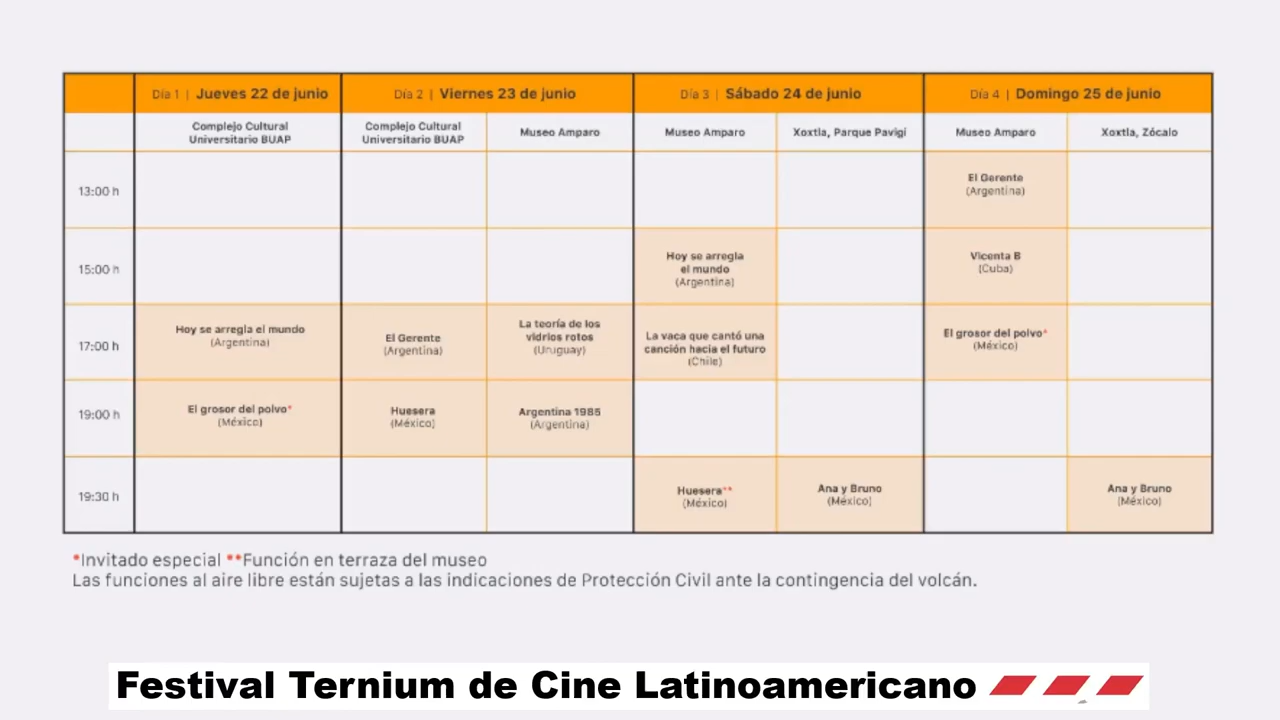 Día 1 | Jueves 22 de junio
Día 2 | Viernes 23 de junio
Día 3 | Sábado 24 de junio
Día 4 | Domingo 25 de junio
Complejo Cultural
Universitario BUAP
Complejo Cultural
Universitario BUAP
Museo Amparo
Museo Amparo
Xoxtla, Parque Pavigi
Museo Amparo
Xoxtla, Zócalo
13:00 h
El Gerente
(Argentina)
15:00 h
Hoy se arregla
el mundo
(Argentina)
Vicenta B
(Cuba)
17:00 h
Hoy se arregla el mundo
(Argentina)
El Gerente
(Argentina)
La teoría de los
vidrios rotos
(Uruguay)
La vaca que cantó una
canción hacia el futuro
(Chile)
El grosor del polvo*
(México)
19:00 h
El grosor del polvo*
(México)
Huesera
(México)
Argentina 1985
(Argentina)
19:30 h
Huesera**
(México)
Ana y Bruno
(México)
Ana y Bruno
(México)
*Invitado especial **Función en terraza del museo
Las funciones al aire libre están sujetas a las indicaciones de Protección Civil ante la contingencia del volcán.
Festival Ternium de Cine Latinoamericano